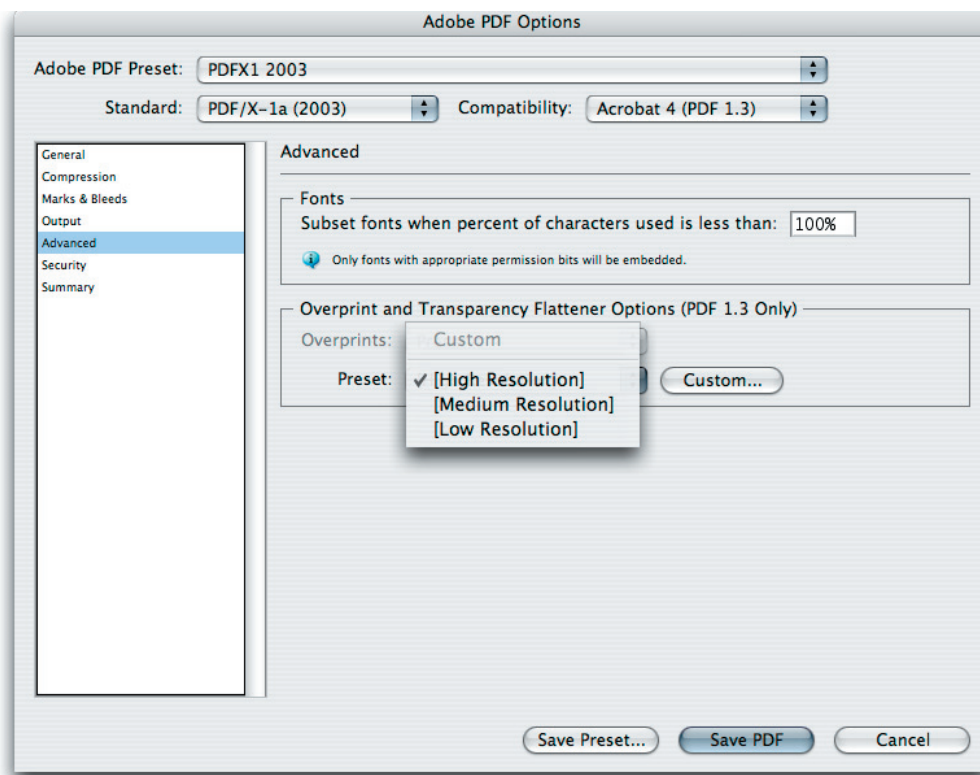 Adobe PDF Options
Adobe PDF Preset: PDFX1 2003
Standard: PDF/X-1a (2003) Compatibility: Acrobat 4 (PDF 1.3)
General
Compression
Marks & Bleeds
Output
Advanced
Security
Summary
Advanced
Fonts
Subset fonts when percent of characters used is less than: 100%
Only fonts with appropriate permission bits will be embedded.
Overprint and Transparency Flattener Options (PDF 1.3 Only)
Overprints:
Custom
Preset: ✓ [High Resolution] Custom...
[Medium Resolution]
[Low Resolution]
Save Preset... Save PDF Cancel